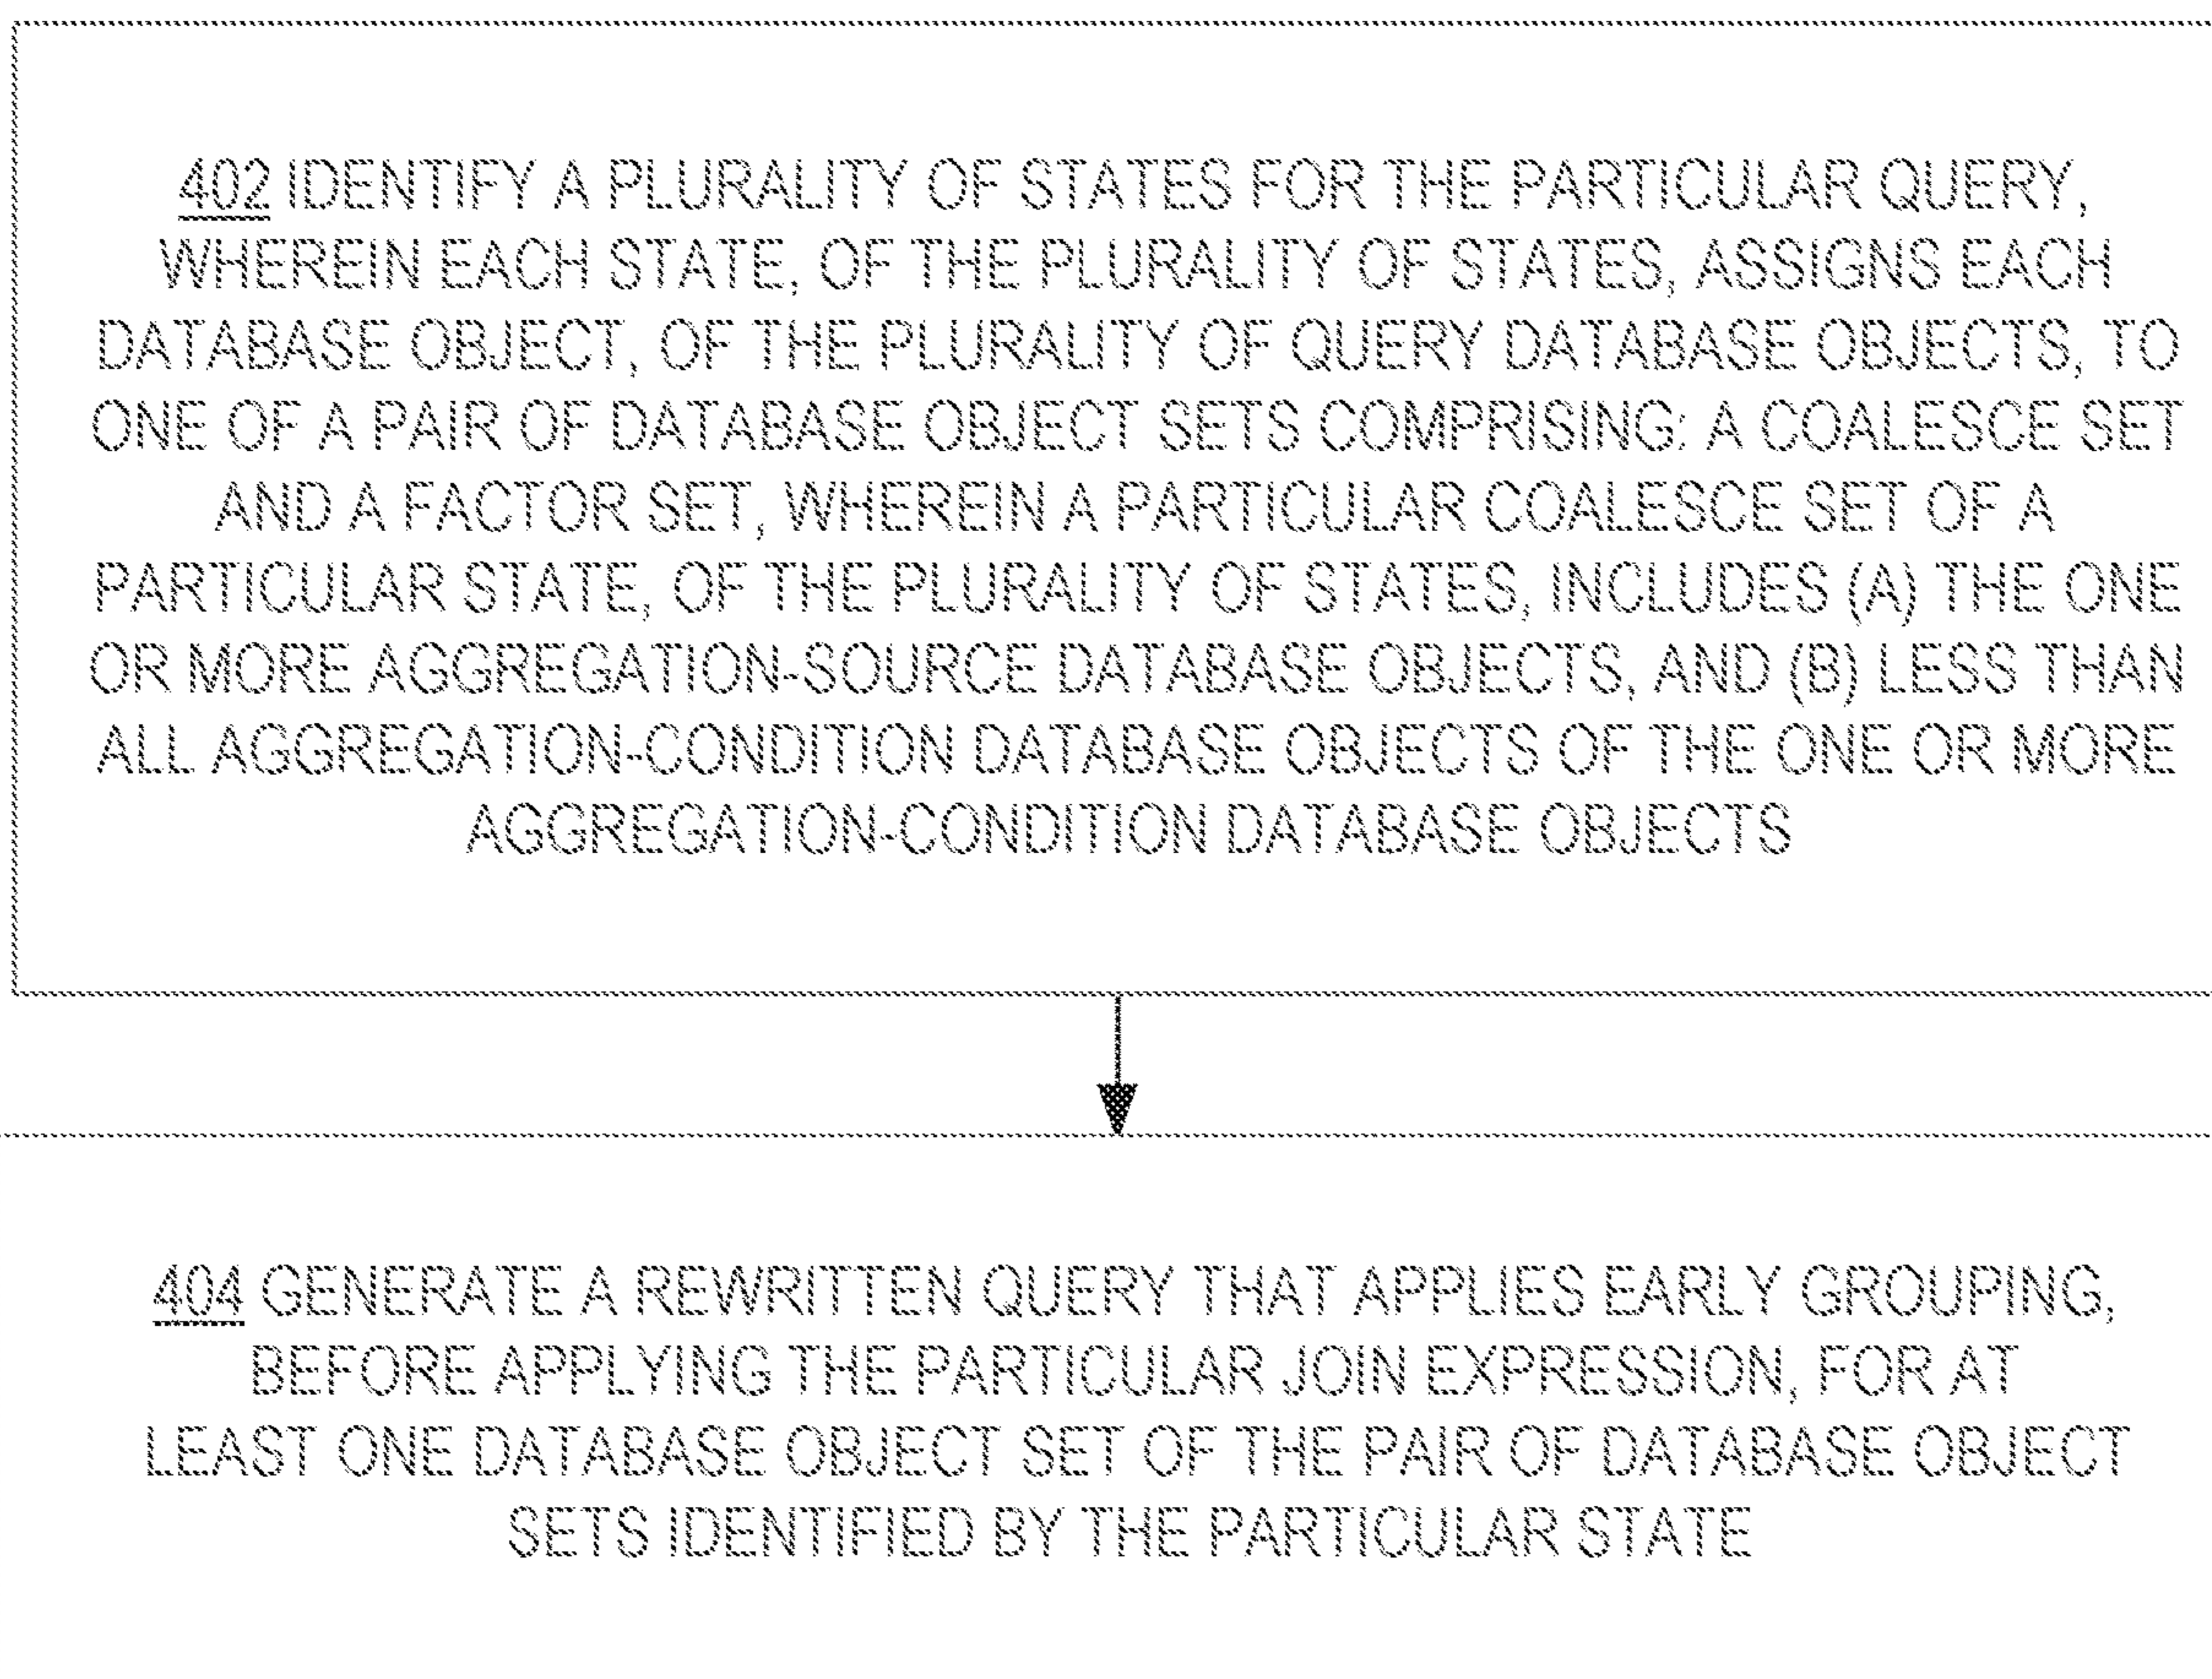 402 IDENTIFY A PLURALITY OF STATES FOR THE PARTICULAR QUERY,
WHEREIN EACH STATE, OF THE PLURALITY OF STATES, ASSIGNS EACH
DATABASE OBJECT, OF THE PLURALITY OF QUERY DATABASE OBJECTS, TO
ONE OF A PAIR OF DATABASE OBJECT SETS COMPRISING: A COALESCE SET
AND A FACTOR SET, WHEREIN A PARTICULAR COALESCE SET OF A
PARTICULAR STATE, OF THE PLURALITY OF STATES, INCLUDES (A) THE ONE
OR MORE AGGREGATION-SOURCE DATABASE OBJECTS, AND (B) LESS THAN
ALL AGGREGATION-CONDITION DATABASE OBJECTS OF THE ONE OR MORE
AGGREGATION-CONDITION DATABASE OBJECTS
404 GENERATE A REWRITTEN QUERY THAT APPLIES EARLY GROUPING,
BEFORE APPLYING THE PARTICULAR JOIN EXPRESSION, FOR AT
LEAST ONE DATABASE OBJECT SET OF THE PAIR OF DATABASE OBJECT
SETS IDENTIFIED BY THE PARTICULAR STATE